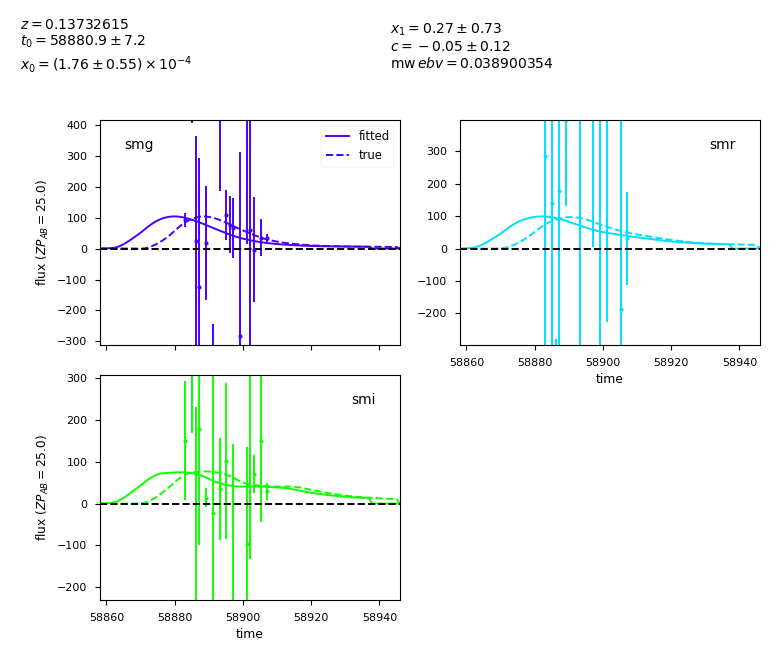 z = 0.13732615
t₀ = 58880.9 ± 7.2
x₀ = (1.76 ± 0.55) × 10⁻⁴
x₁ = 0.27 ± 0.73
c = −0.05 ± 0.12
mw ebv = 0.038900354
smg
fitted
true
400
300
200
100
0
−100
−200
−300
flux (ZP_AB = 25.0)
smr
300
200
100
0
−100
−200
58860 58880 58900 58920 58940
time
smi
300
200
100
0
−100
−200
flux (ZP_AB = 25.0)
58860 58880 58900 58920 58940
time